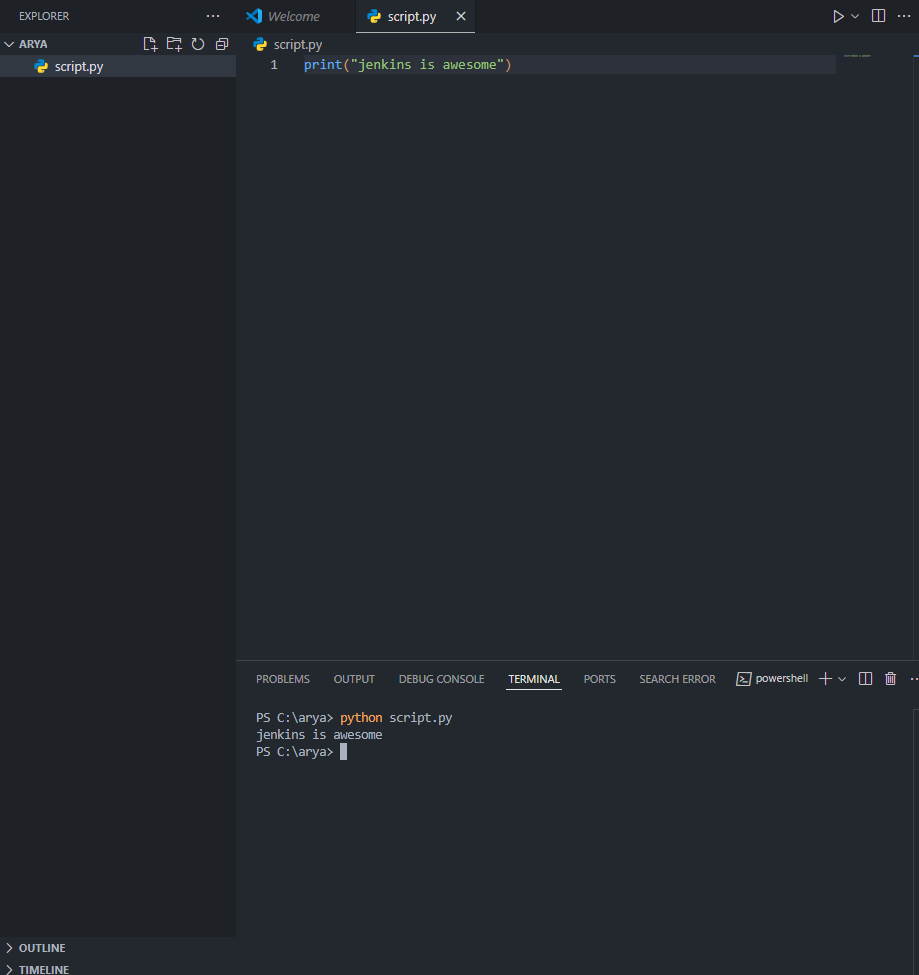 EXPLORER
Welcome
script.py
ARYA
script.py
script.py
1 print("jenkins is awesome")
PROBLEMS OUTPUT DEBUG CONSOLE TERMINAL PORTS SEARCH ERROR powershell
PS C:\arya> python script.py
jenkins is awesome
PS C:\arya>
OUTLINE
TIMELINE